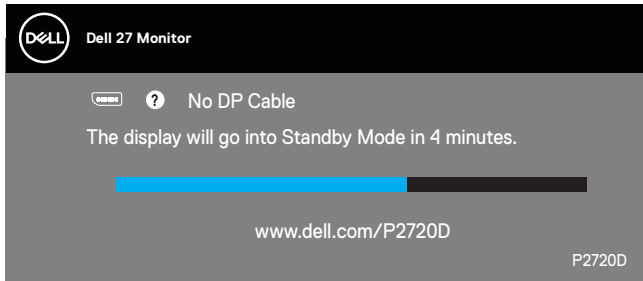 DELL
Dell 27 Monitor
? No DP Cable
The display will go into Standby Mode in 4 minutes.
www.dell.com/P2720D
P2720D